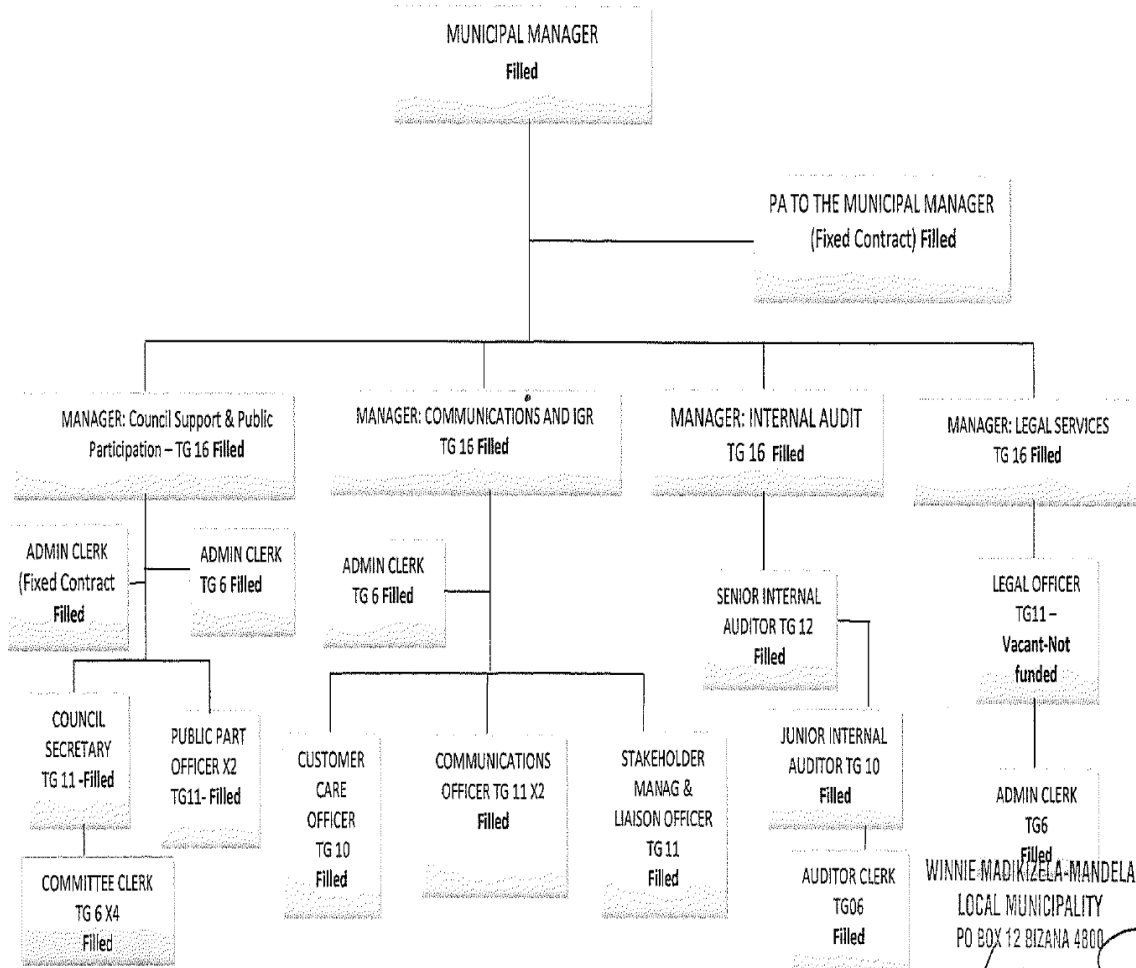 MUNICIPAL MANAGER
Filled
PA TO THE MUNICIPAL MANAGER
(Fixed Contract) Filled
MANAGER: Council Support & Public
Participation – TG 16 Filled
MANAGER: COMMUNICATIONS AND IGR
TG 16 Filled
MANAGER: INTERNAL AUDIT
TG 16 Filled
MANAGER: LEGAL SERVICES
TG 16 Filled
ADMIN CLERK
(Fixed Contract
Filled
ADMIN CLERK
TG 6 Filled
ADMIN CLERK
TG 6 Filled
SENIOR INTERNAL
AUDITOR TG 12
Filled
LEGAL OFFICER
TG11 –
Vacant-Not
funded
COUNCIL
SECRETARY
TG 11 -Filled
PUBLIC PART
OFFICER X2
TG11- Filled
CUSTOMER
CARE
OFFICER
TG 10
Filled
COMMUNICATIONS
OFFICER TG 11 X2
Filled
STAKEHOLDER
MANAG &
LIAISON OFFICER
TG 11
Filled
JUNIOR INTERNAL
AUDITOR TG 10
Filled
ADMIN CLERK
TG6
Filled
COMMITTEE CLERK
TG 6 X4
Filled
AUDITOR CLERK
TG06
Filled
WINNIE MADIKIZELA-MANDELA
LOCAL MUNICIPALITY
PO BOX 12 BIZANA 4800